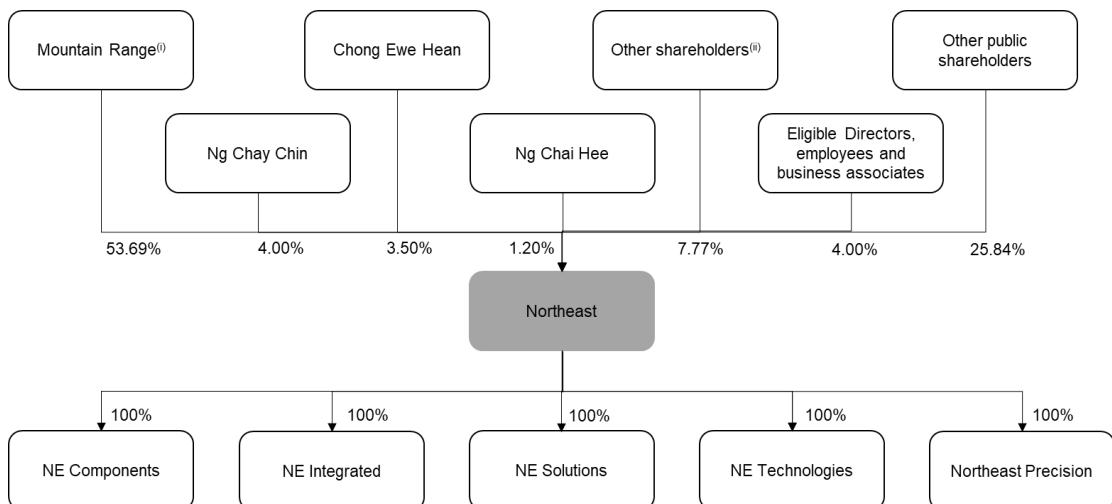 Mountain Range(i)
Chong Ewe Hean
Other shareholders(ii)
Other public
shareholders
Ng Chay Chin
Ng Chai Hee
Eligible Directors,
employees and
business associates
53.69%
4.00%
3.50%
1.20%
7.77%
4.00%
25.84%
Northeast
100%
100%
100%
100%
100%
NE Components
NE Integrated
NE Solutions
NE Technologies
Northeast Precision